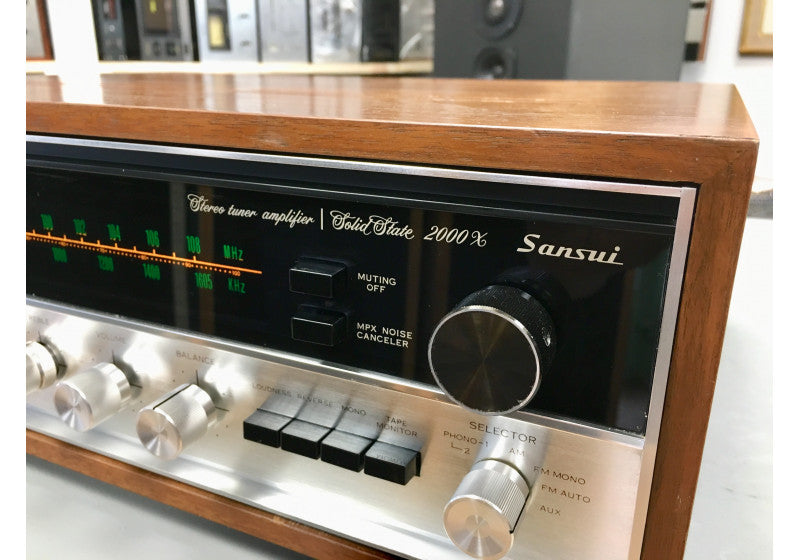 Stereo tuner amplifier | Solid State 2000X
Sansui
100 102 104 106 108 MHz
100
1000 1200 1400 1605 KHz
MUTING
OFF
MPX NOISE
CANCELER
VOLUME
BALANCE
LOUDNESS
REVERSE
MONO
TAPE
MONITOR
SELECTOR
PHONO-1
2
AM
FM MONO
FM AUTO
AUX